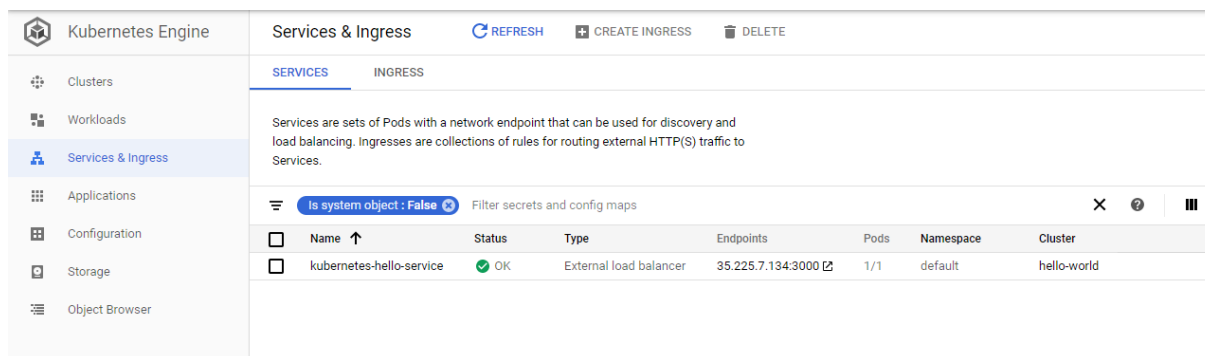 Kubernetes Engine
Services & Ingress
REFRESH
CREATE INGRESS
DELETE
Clusters
Workloads
Services & Ingress
Applications
Configuration
Storage
Object Browser
SERVICES
INGRESS
Services are sets of Pods with a network endpoint that can be used for discovery and
load balancing. Ingresses are collections of rules for routing external HTTP(S) traffic to
Services.
Is system object : False
Filter secrets and config maps
Name Status Type Endpoints Pods Namespace Cluster
kubernetes-hello-service OK External load balancer 35.225.7.134:3000 1/1 default hello-world